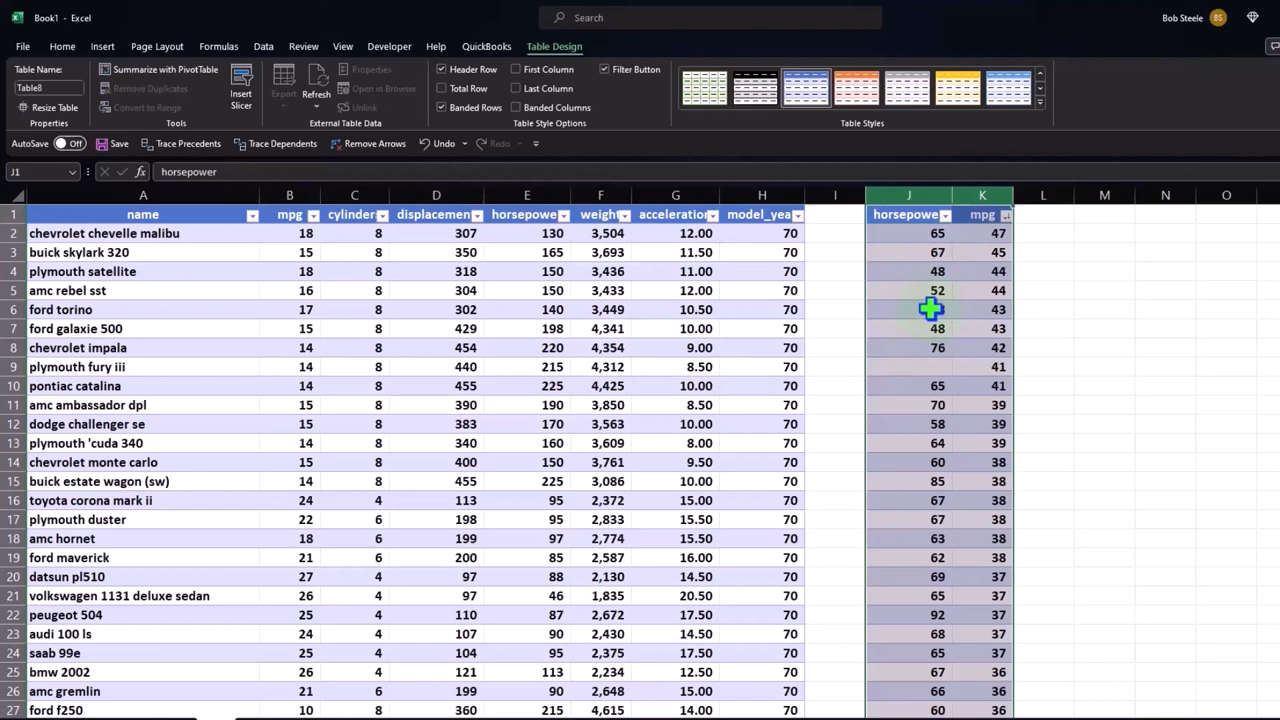 Book1 - Excel
Search
Bob Steele
BS
File Home Insert Page Layout Formulas Data Review View Developer Help QuickBooks Table Design
Table Name:
Table8
Resize Table
Properties
Summarize with PivotTable
Remove Duplicates
Convert to Range
Tools
Insert
Slicer
Export
Refresh
Properties
Open in Browser
Unlink
External Table Data
Header Row First Column Filter Button
Total Row Last Column
Banded Rows Banded Columns
Table Style Options
Table Styles
AutoSave Off Save Trace Precedents Trace Dependents Remove Arrows Undo Redo
J1 fx horsepower
A B C D E F G H I J K L M N O
1 name mpg cylinder displacemen horsepowe weight acceleratio model_yea horsepowe mpg
2 chevrolet chevelle malibu 18 8 307 130 3,504 12.00 70 65 47
3 buick skylark 320 15 8 350 165 3,693 11.50 70 67 45
4 plymouth satellite 18 8 318 150 3,436 11.00 70 48 44
5 amc rebel sst 16 8 304 150 3,433 12.00 70 52 44
6 ford torino 17 8 302 140 3,449 10.50 70 43
7 ford galaxie 500 15 8 429 198 4,341 10.00 70 48 43
8 chevrolet impala 14 8 454 220 4,354 9.00 70 76 42
9 plymouth fury iii 14 8 440 215 4,312 8.50 70 41
10 pontiac catalina 14 8 455 225 4,425 10.00 70 65 41
11 amc ambassador dpl 15 8 390 190 3,850 8.50 70 70 39
12 dodge challenger se 15 8 383 170 3,563 10.00 70 58 39
13 plymouth 'cuda 340 14 8 340 160 3,609 8.00 70 64 39
14 chevrolet monte carlo 15 8 400 150 3,761 9.50 70 60 38
15 buick estate wagon (sw) 14 8 455 225 3,086 10.00 70 85 38
16 toyota corona mark ii 24 4 113 95 2,372 15.00 70 67 38
17 plymouth duster 22 6 198 95 2,833 15.50 70 67 38
18 amc hornet 18 6 199 97 2,774 15.50 70 63 38
19 ford maverick 21 6 200 85 2,587 16.00 70 62 38
20 datsun pl510 27 4 97 88 2,130 14.50 70 69 37
21 volkswagen 1131 deluxe sedan 26 4 97 46 1,835 20.50 70 65 37
22 peugeot 504 25 4 110 87 2,672 17.50 70 92 37
23 audi 100 ls 24 4 107 90 2,430 14.50 70 68 37
24 saab 99e 25 4 104 95 2,375 17.50 70 65 37
25 bmw 2002 26 4 121 113 2,234 12.50 70 67 36
26 amc gremlin 21 6 199 90 2,648 15.00 70 66 36
27 ford f250 10 8 360 215 4,615 14.00 70 60 36